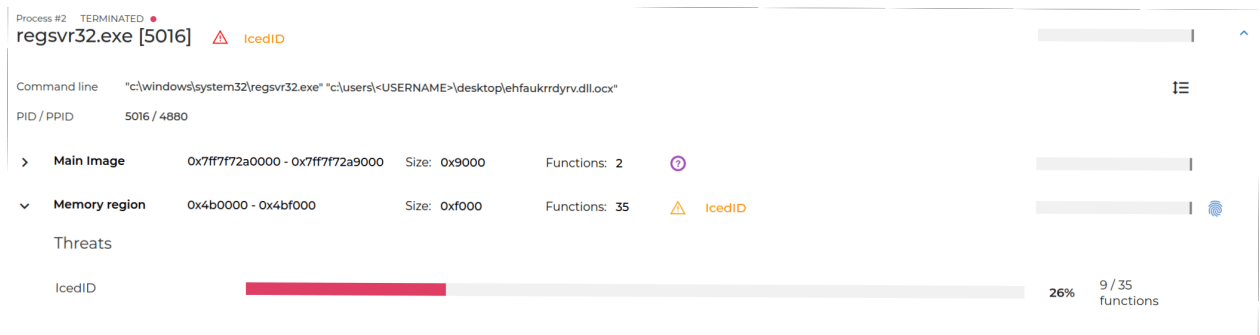 Process #2 TERMINATED
regsvr32.exe [5016] IcedID
Command line "c:\windows\system32\regsvr32.exe" "c:\users\<USERNAME>\desktop\ehfaukrrdyrv.dll.ocx"
PID / PPID 5016 / 4880
Main Image 0x7ff7f72a0000 - 0x7ff7f72a9000 Size: 0x9000 Functions: 2 ?
Memory region 0x4b0000 - 0x4bf000 Size: 0xf000 Functions: 35 IcedID
Threats
IcedID 26% 9 / 35
functions